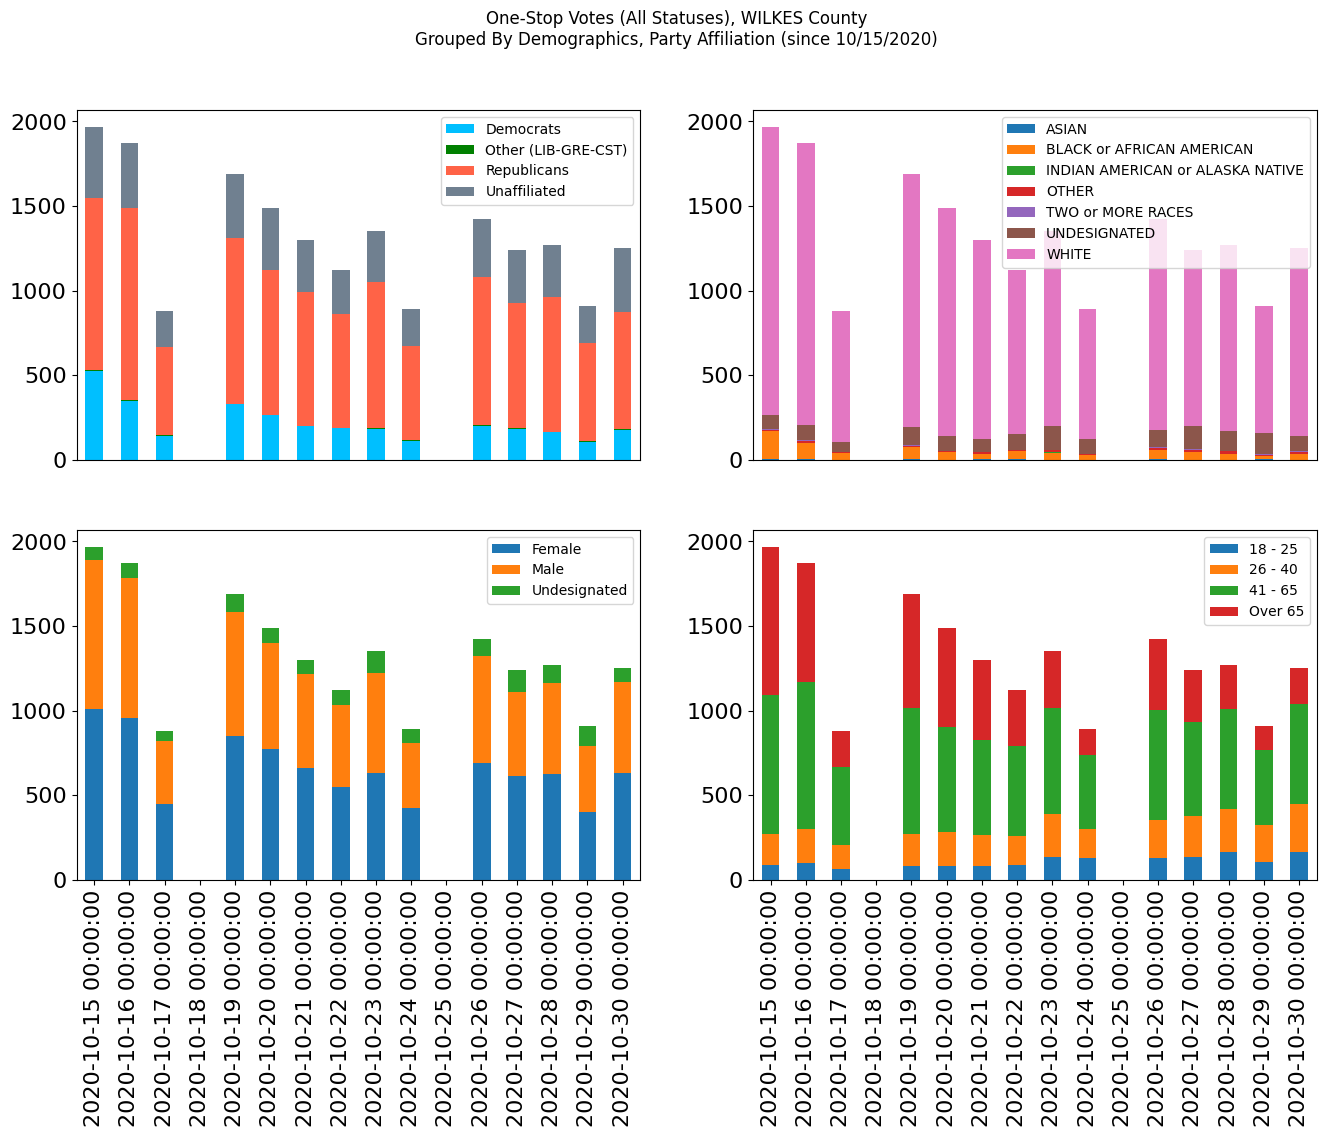 One-Stop Votes (All Statuses), WILKES County
Grouped By Demographics, Party Affiliation (since 10/15/2020)
2000
1500
1000
500
0
Democrats
Other (LIB-GRE-CST)
Republicans
Unaffiliated
2000
1500
1000
500
0
ASIAN
BLACK or AFRICAN AMERICAN
INDIAN AMERICAN or ALASKA NATIVE
OTHER
TWO or MORE RACES
UNDESIGNATED
WHITE
2000
1500
1000
500
0
Female
Male
Undesignated
2020-10-15 00:00:00
2020-10-16 00:00:00
2020-10-17 00:00:00
2020-10-18 00:00:00
2020-10-19 00:00:00
2020-10-20 00:00:00
2020-10-21 00:00:00
2020-10-22 00:00:00
2020-10-23 00:00:00
2020-10-24 00:00:00
2020-10-25 00:00:00
2020-10-26 00:00:00
2020-10-27 00:00:00
2020-10-28 00:00:00
2020-10-29 00:00:00
2020-10-30 00:00:00
2000
1500
1000
500
0
18 - 25
26 - 40
41 - 65
Over 65
2020-10-15 00:00:00
2020-10-16 00:00:00
2020-10-17 00:00:00
2020-10-18 00:00:00
2020-10-19 00:00:00
2020-10-20 00:00:00
2020-10-21 00:00:00
2020-10-22 00:00:00
2020-10-23 00:00:00
2020-10-24 00:00:00
2020-10-25 00:00:00
2020-10-26 00:00:00
2020-10-27 00:00:00
2020-10-28 00:00:00
2020-10-29 00:00:00
2020-10-30 00:00:00